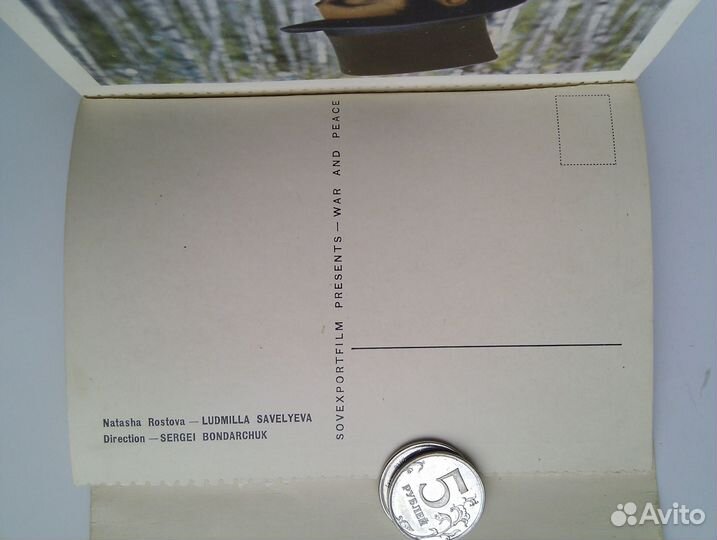 Natasha Rostova — LUDMILLA SAVELYEVA
Direction — SERGEI BONDARCHUK
SOVEXPORTFILM PRESENTS — WAR AND PEACE
5
РУБЛЕЙ
Avito